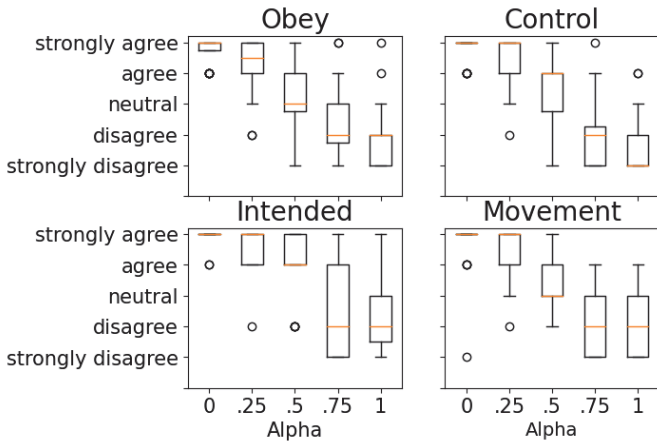 Obey
Control
strongly agree
agree
neutral
disagree
strongly disagree
Intended
Movement
strongly agree
agree
neutral
disagree
strongly disagree
0 .25 .5 .75 1
0 .25 .5 .75 1
Alpha
Alpha